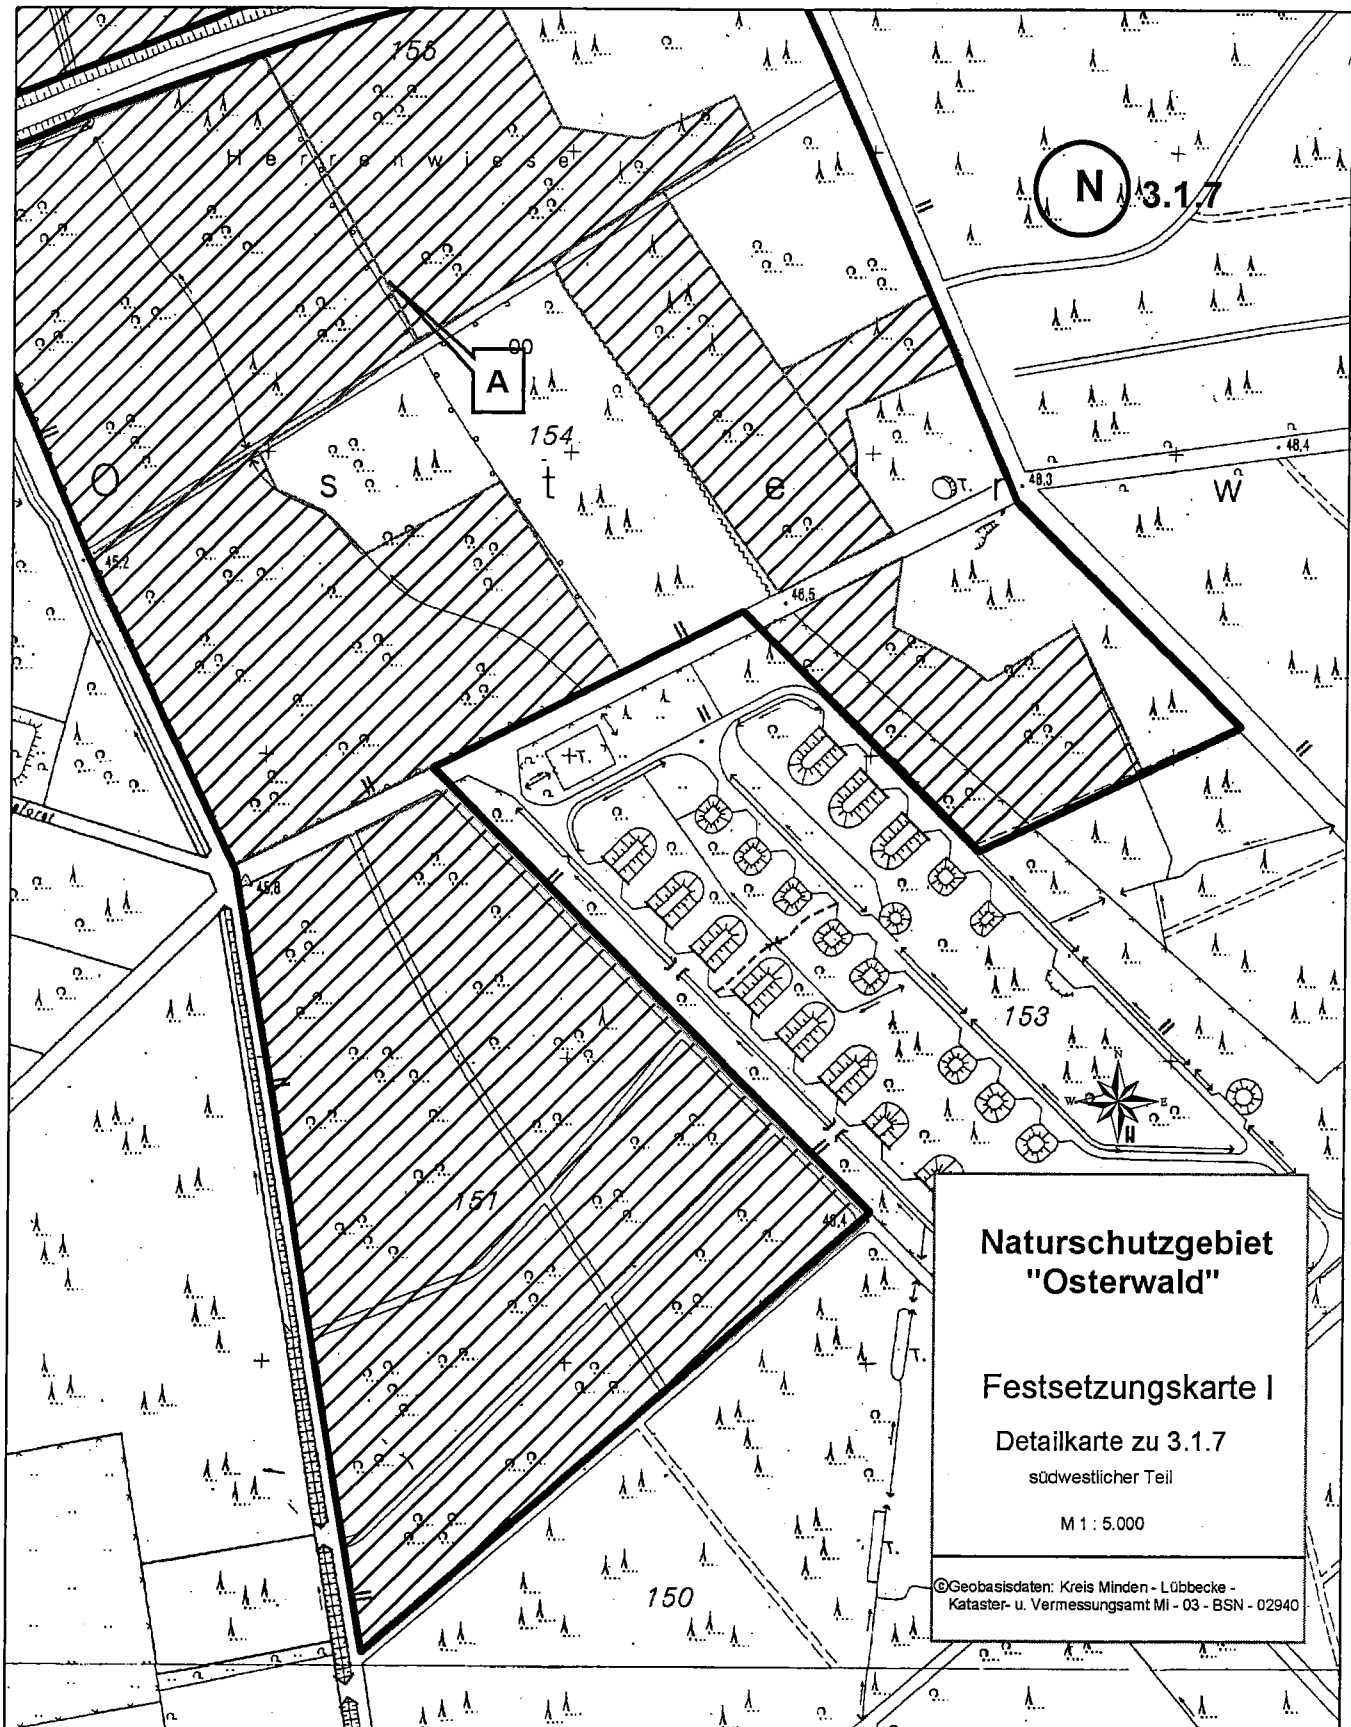 155
Herrenwiese
N 3.1.7
A
154
O s t e r w
T.
48,3
48,4
45,2
46,5
T.
45,8
153
N
W E
151
46,4
T.
T.
150
Naturschutzgebiet
"Osterwald"
Festsetzungskarte I
Detailkarte zu 3.1.7
südwestlicher Teil
M 1 : 5.000
©Geobasisdaten: Kreis Minden - Lübbecke -
Kataster- u. Vermessungsamt MI - 03 - BSN - 02940